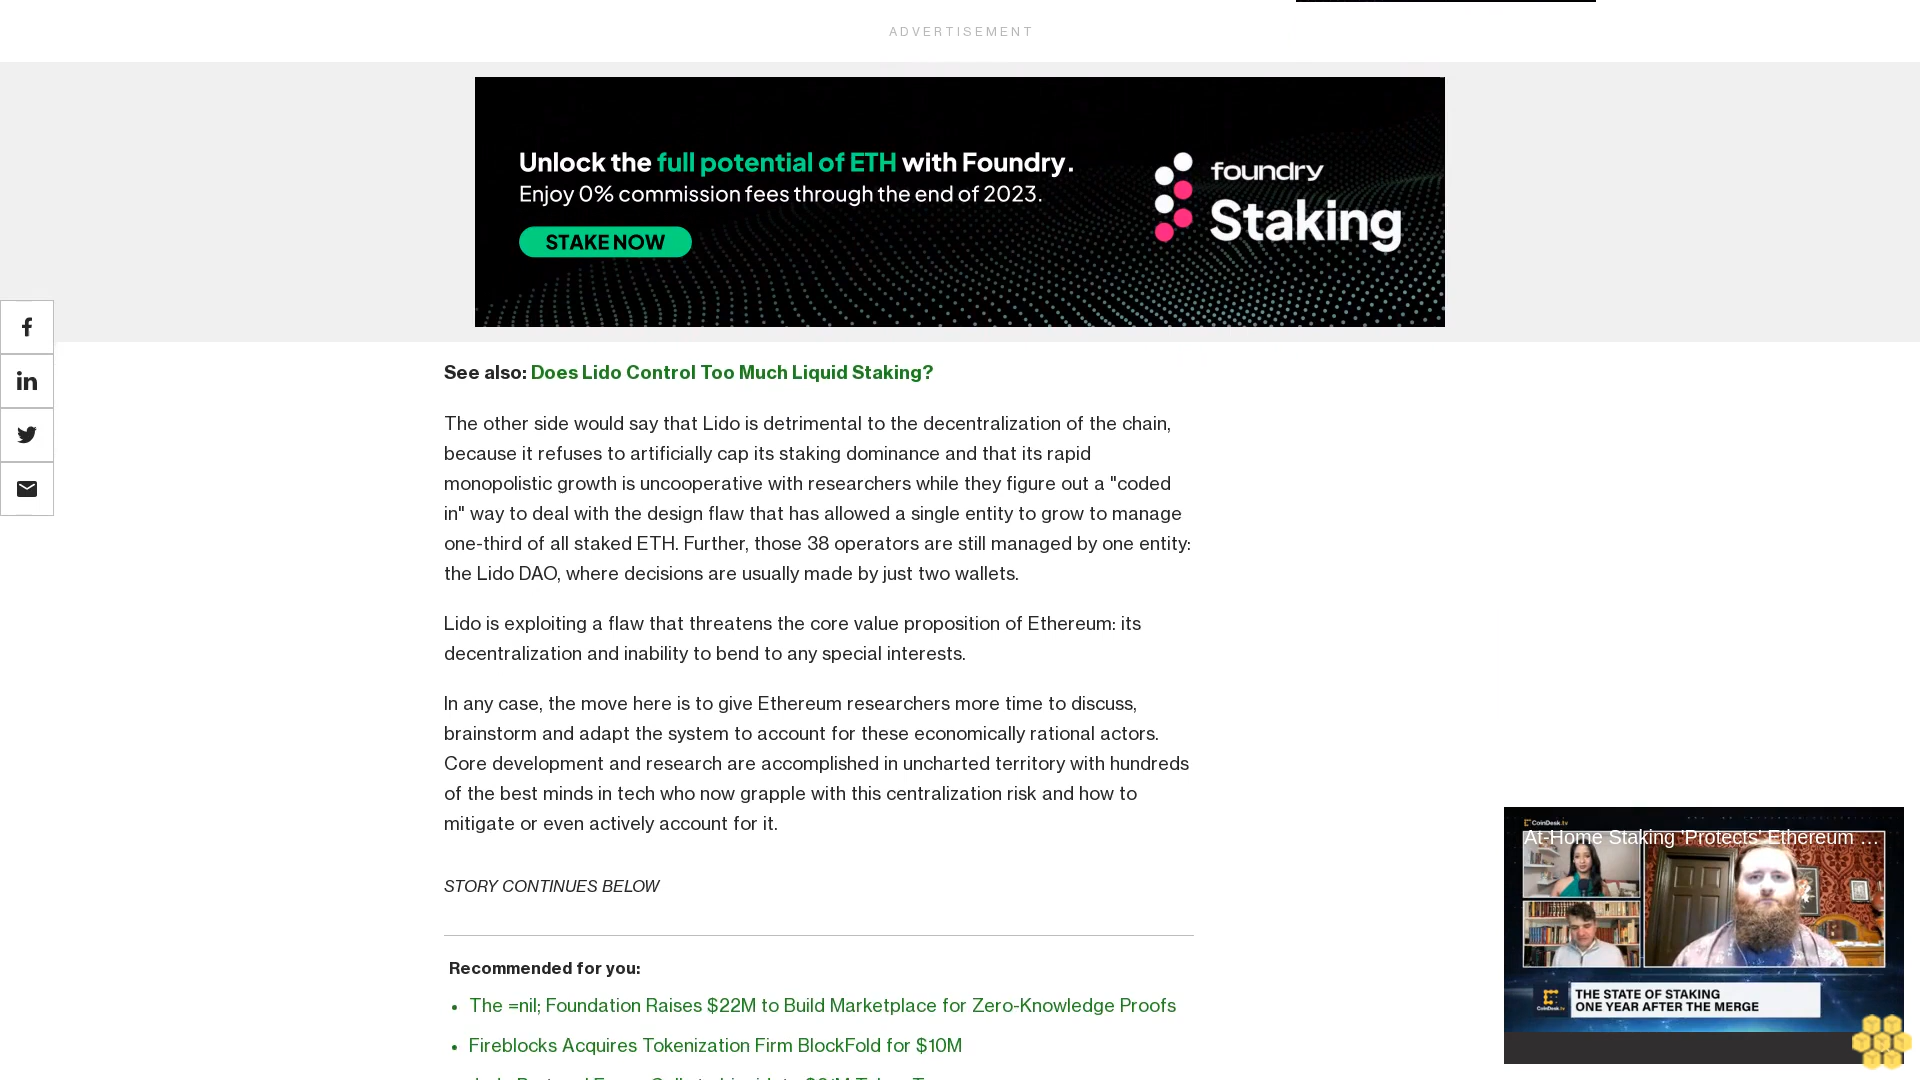 ADVERTISEMENT
Unlock the full potential of ETH with Foundry.
Enjoy 0% commission fees through the end of 2023.
STAKE NOW
foundry
Staking
See also: Does Lido Control Too Much Liquid Staking?
The other side would say that Lido is detrimental to the decentralization of the chain,
because it refuses to artificially cap its staking dominance and that its rapid
monopolistic growth is uncooperative with researchers while they figure out a "coded
in" way to deal with the design flaw that has allowed a single entity to grow to manage
one-third of all staked ETH. Further, those 38 operators are still managed by one entity:
the Lido DAO, where decisions are usually made by just two wallets.
Lido is exploiting a flaw that threatens the core value proposition of Ethereum: its
decentralization and inability to bend to any special interests.
In any case, the move here is to give Ethereum researchers more time to discuss,
brainstorm and adapt the system to account for these economically rational actors.
Core development and research are accomplished in uncharted territory with hundreds
of the best minds in tech who now grapple with this centralization risk and how to
mitigate or even actively account for it.
STORY CONTINUES BELOW
Recommended for you:
• The =nil; Foundation Raises $22M to Build Marketplace for Zero-Knowledge Proofs
• Fireblocks Acquires Tokenization Firm BlockFold for $10M
CoinDesk.tv
At-Home Staking 'Protects' Ethereum ...
CoinDesk.tv
THE STATE OF STAKING
ONE YEAR AFTER THE MERGE